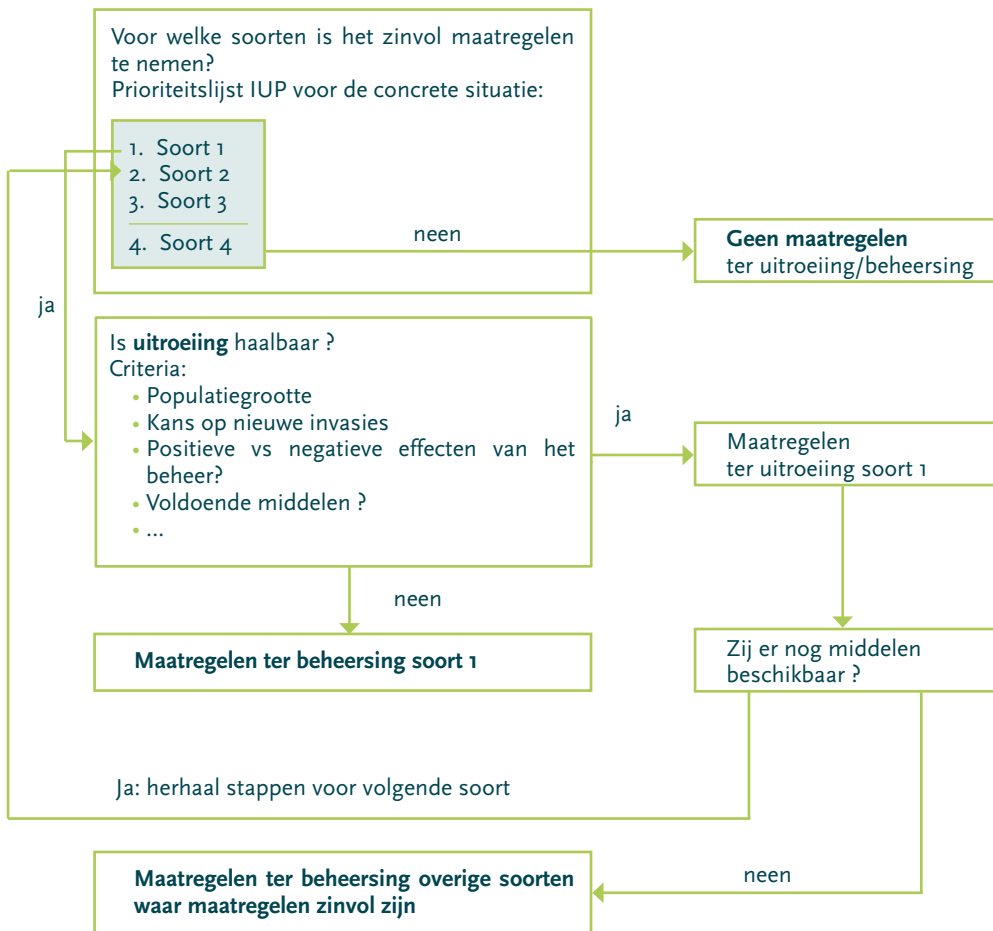 Voor welke soorten is het zinvol maatregelen
te nemen?
Prioriteitslijst IUP voor de concrete situatie:
1. Soort 1
2. Soort 2
3. Soort 3
4. Soort 4
neen
Geen maatregelen
ter uitroeiing/beheersing
ja
Is uitroeiing haalbaar ?
Criteria:
• Populatiegrootte
• Kans op nieuwe invasies
• Positieve vs negatieve effecten van het
beheer?
• Voldoende middelen ?
• ...
ja
Maatregelen
ter uitroeiing soort 1
neen
Maatregelen ter beheersing soort 1
Zij er nog middelen
beschikbaar ?
Ja: herhaal stappen voor volgende soort
neen
Maatregelen ter beheersing overige soorten
waar maatregelen zinvol zijn